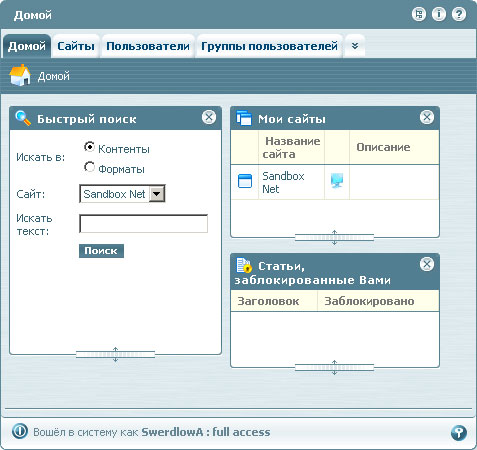 Домой
Домой Сайты Пользователи Группы пользователей
Домой
Быстрый поиск
Искать в:
Контенты
Форматы
Сайт:
Sandbox Net
Искать
текст:
Поиск
Мои сайты
Название
сайта
Описание
Sandbox
Net
Статьи,
заблокированные Вами
Заголовок Заблокировано
Вошёл в систему как SwerdlowA : full access